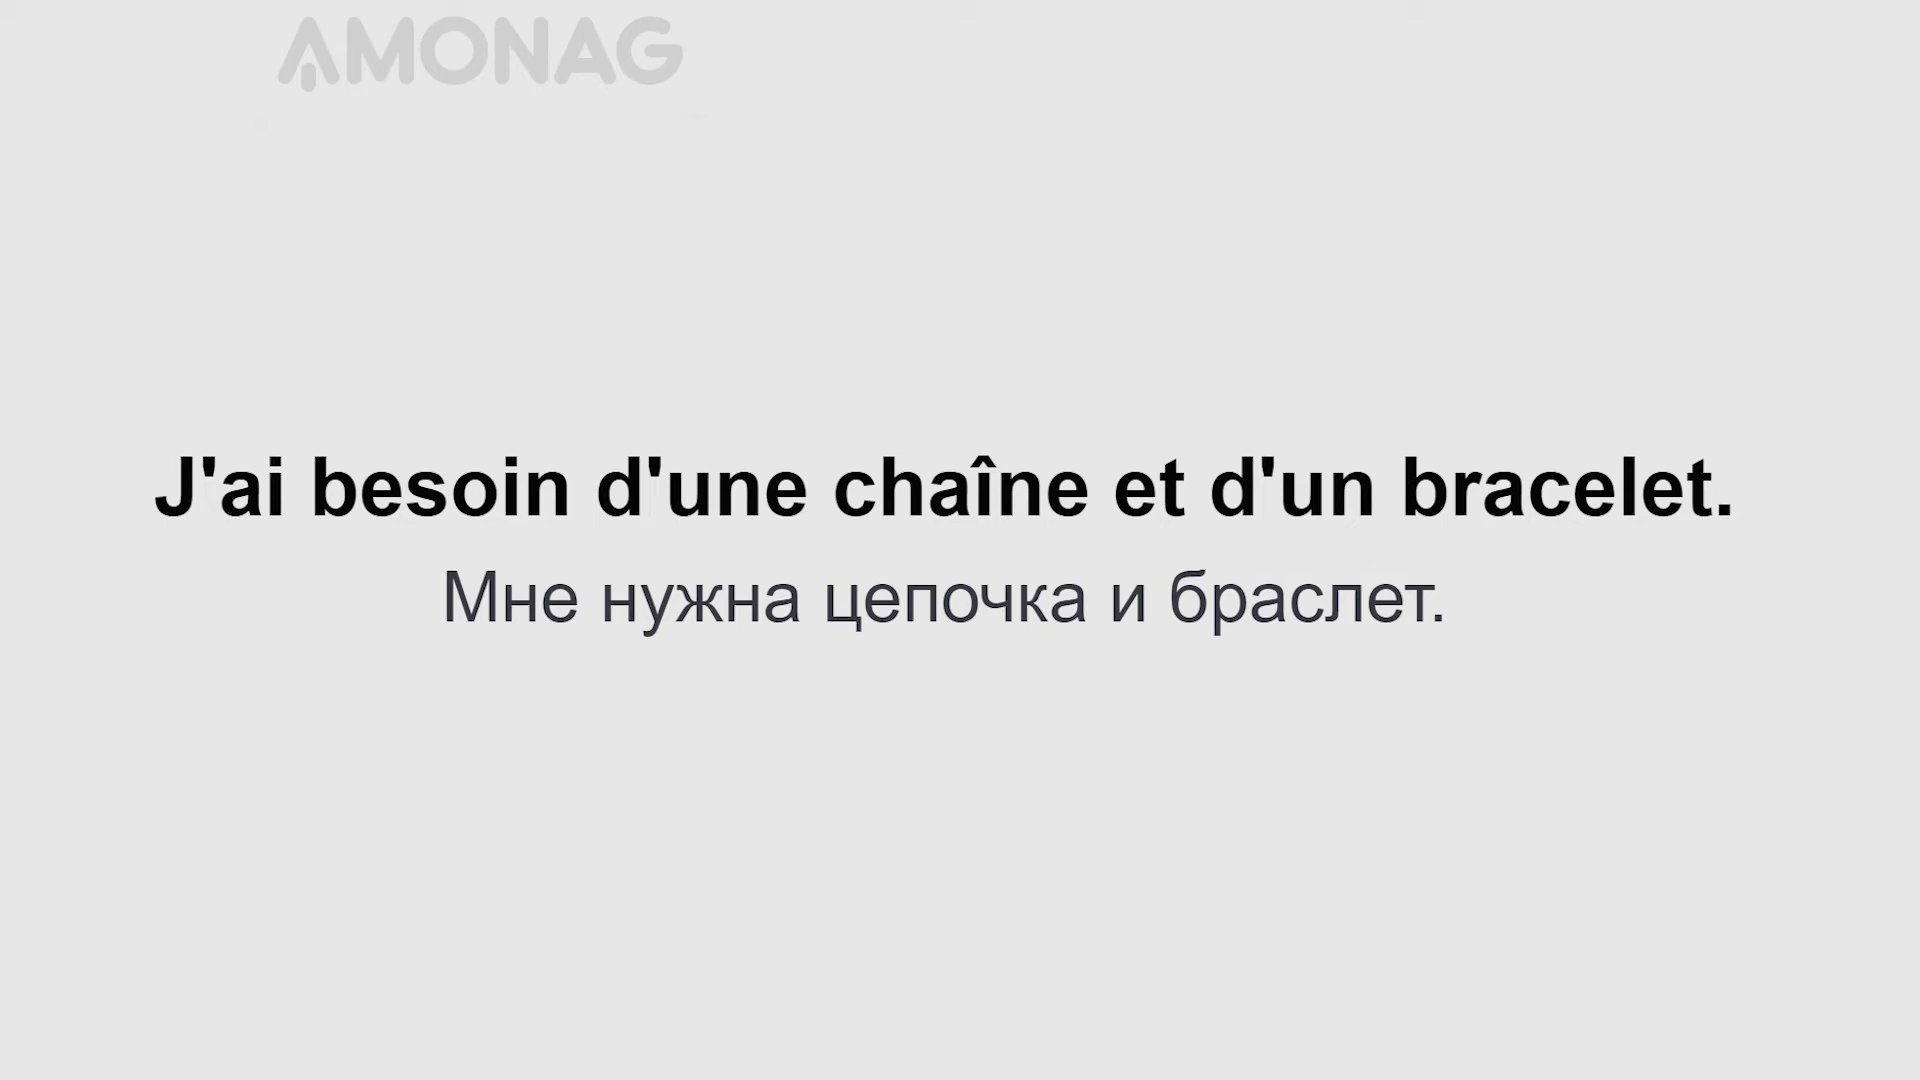 AMONAG
J'ai besoin d'une chaîne et d'un bracelet.
Мне нужна цепочка и браслет.